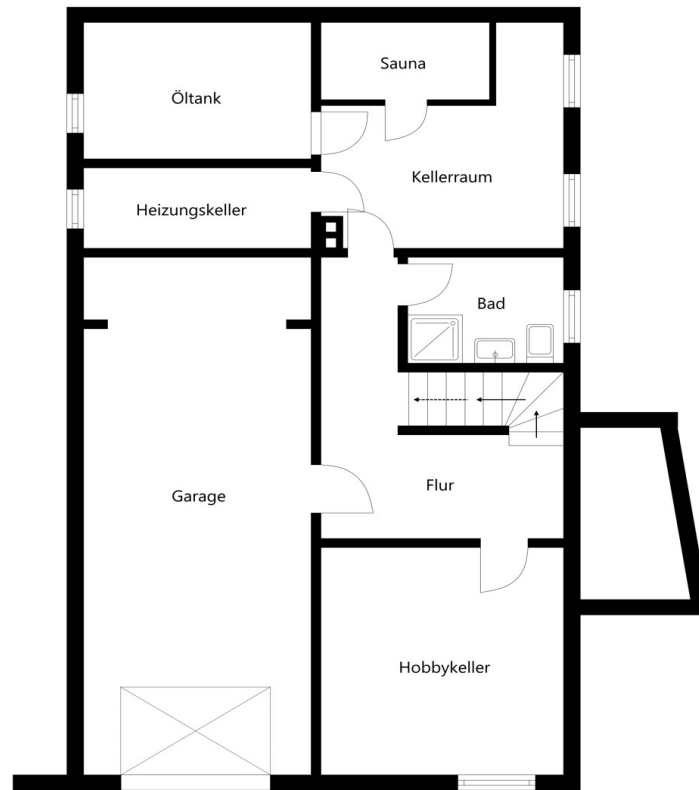 Sauna
Öltank
Kellerraum
Heizungskeller
Bad
Flur
Garage
Hobbykeller